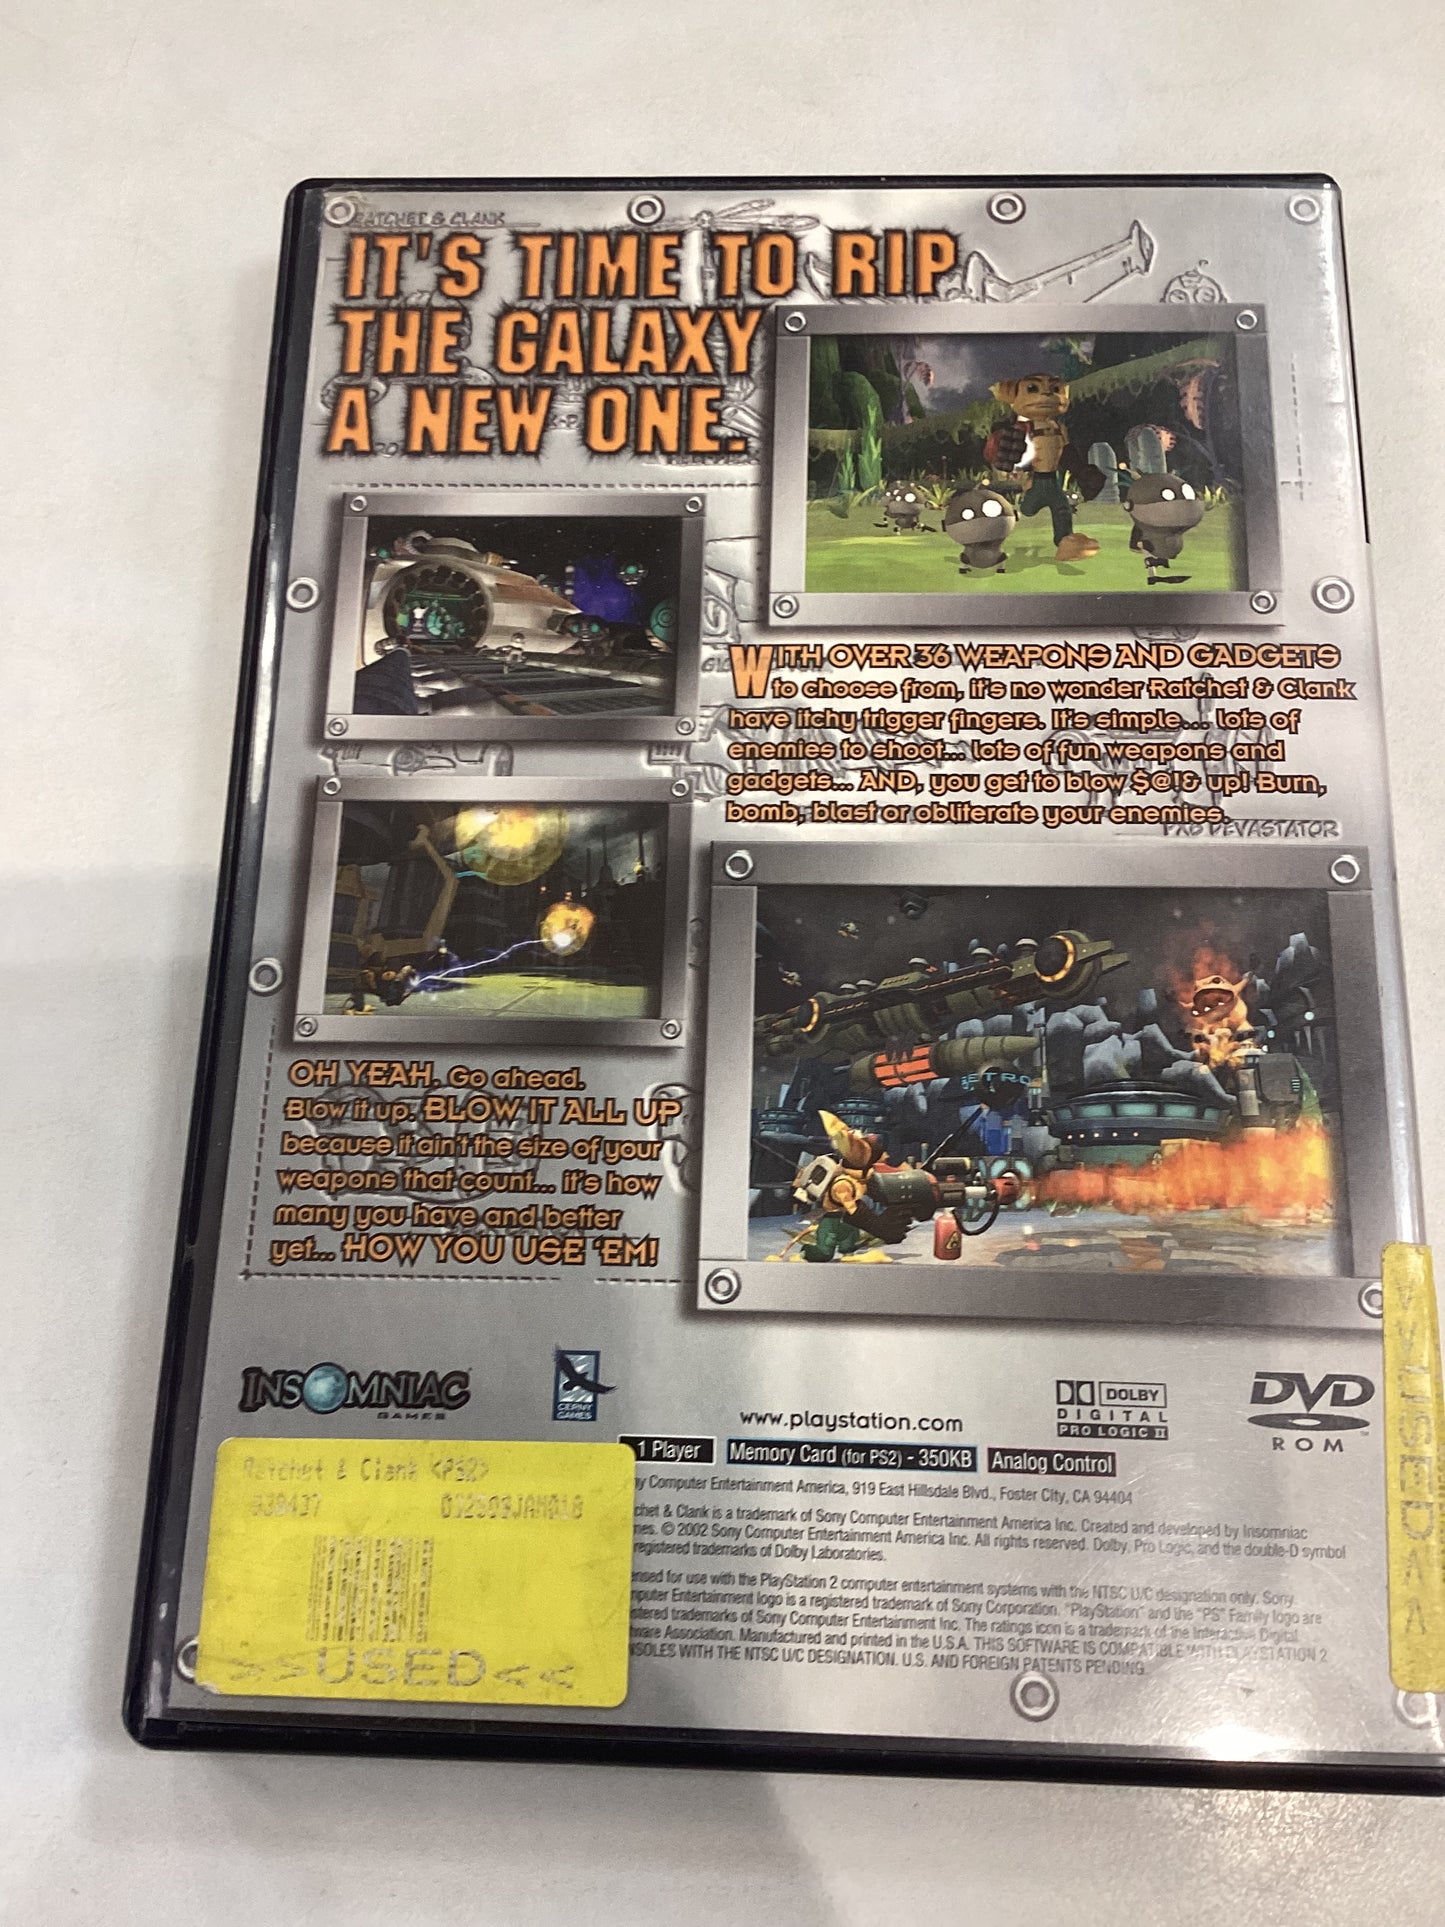 RATCHET & CLANK
IT'S TIME TO RIP
THE GALAXY
A NEW ONE.
WITH OVER 36 WEAPONS AND GADGETS
to choose from, it's no wonder Ratchet & Clank
have itchy trigger fingers. It's simple... lots of
enemies to shoot... lots of fun weapons and
gadgets... AND, you get to blow $@!& up! Burn,
bomb, blast or obliterate your enemies.
DEVASTATOR
OH YEAH. Go ahead.
Blow it up. BLOW IT ALL UP
because it ain't the size of your
weapons that count... it's how
many you have and better
yet... HOW YOU USE 'EM!
INSOMNIAC
GAMES
CERNY
GAMES
www.playstation.com
DOLBY
DIGITAL
PRO LOGIC II
DVD
ROM
1 Player
Memory Card (for PS2) - 350KB
Analog Control
Ratchet & Clank <PS2>
>>USED<<
>>USED<<
Computer Entertainment America, 919 East Hillsdale Blvd., Foster City, CA 94404
& Clank is a trademark of Sony Computer Entertainment America Inc. Created and developed by Insomniac
© 2002 Sony Computer Entertainment America Inc. All rights reserved. Dolby, Pro Logic, and the double-D symbol
registered trademarks of Dolby Laboratories.
for use with the PlayStation 2 computer entertainment systems with the NTSC U/C designation only. Sony
Entertainment logo is a registered trademark of Sony Corporation. "PlayStation" and the "PS" Family logo are
trademarks of Sony Computer Entertainment Inc. The ratings icon is a trademark of the Interactive Digital
Association. Manufactured and printed in the U.S.A. THIS SOFTWARE IS COMPATIBLE WITH PLAYSTATION 2
WITH THE NTSC U/C DESIGNATION. U.S. AND FOREIGN PATENTS PENDING.